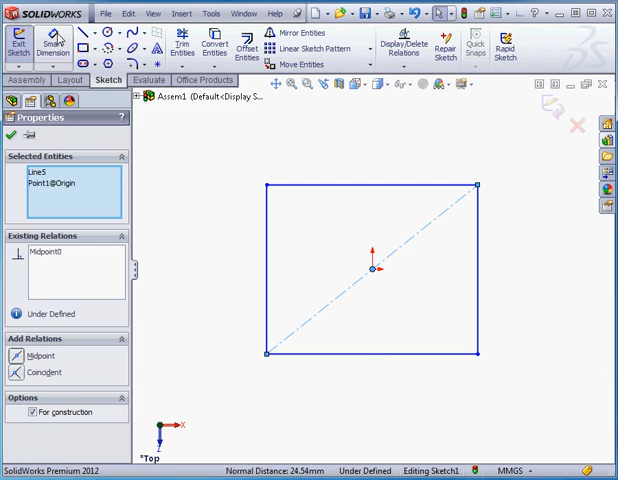 SOLIDWORKS File Edit View Insert Tools Window Help
Exit Sketch
Smart Dimension
Trim Entities
Convert Entities
Offset Entities
Mirror Entities
Linear Sketch Pattern
Move Entities
Display/Delete Relations
Repair Sketch
Quick Snaps
Rapid Sketch
Assembly Layout Sketch Evaluate Office Products
Properties ?
Assem1 (Default<Display S...
Selected Entities
Line5
Point1@Origin
Existing Relations
Midpoint0
Under Defined
Add Relations
Midpoint
Coincident
Options
For construction
X
Z
*Top
SolidWorks Premium 2012 Normal Distance: 24.54mm Under Defined Editing Sketch1 MMGS